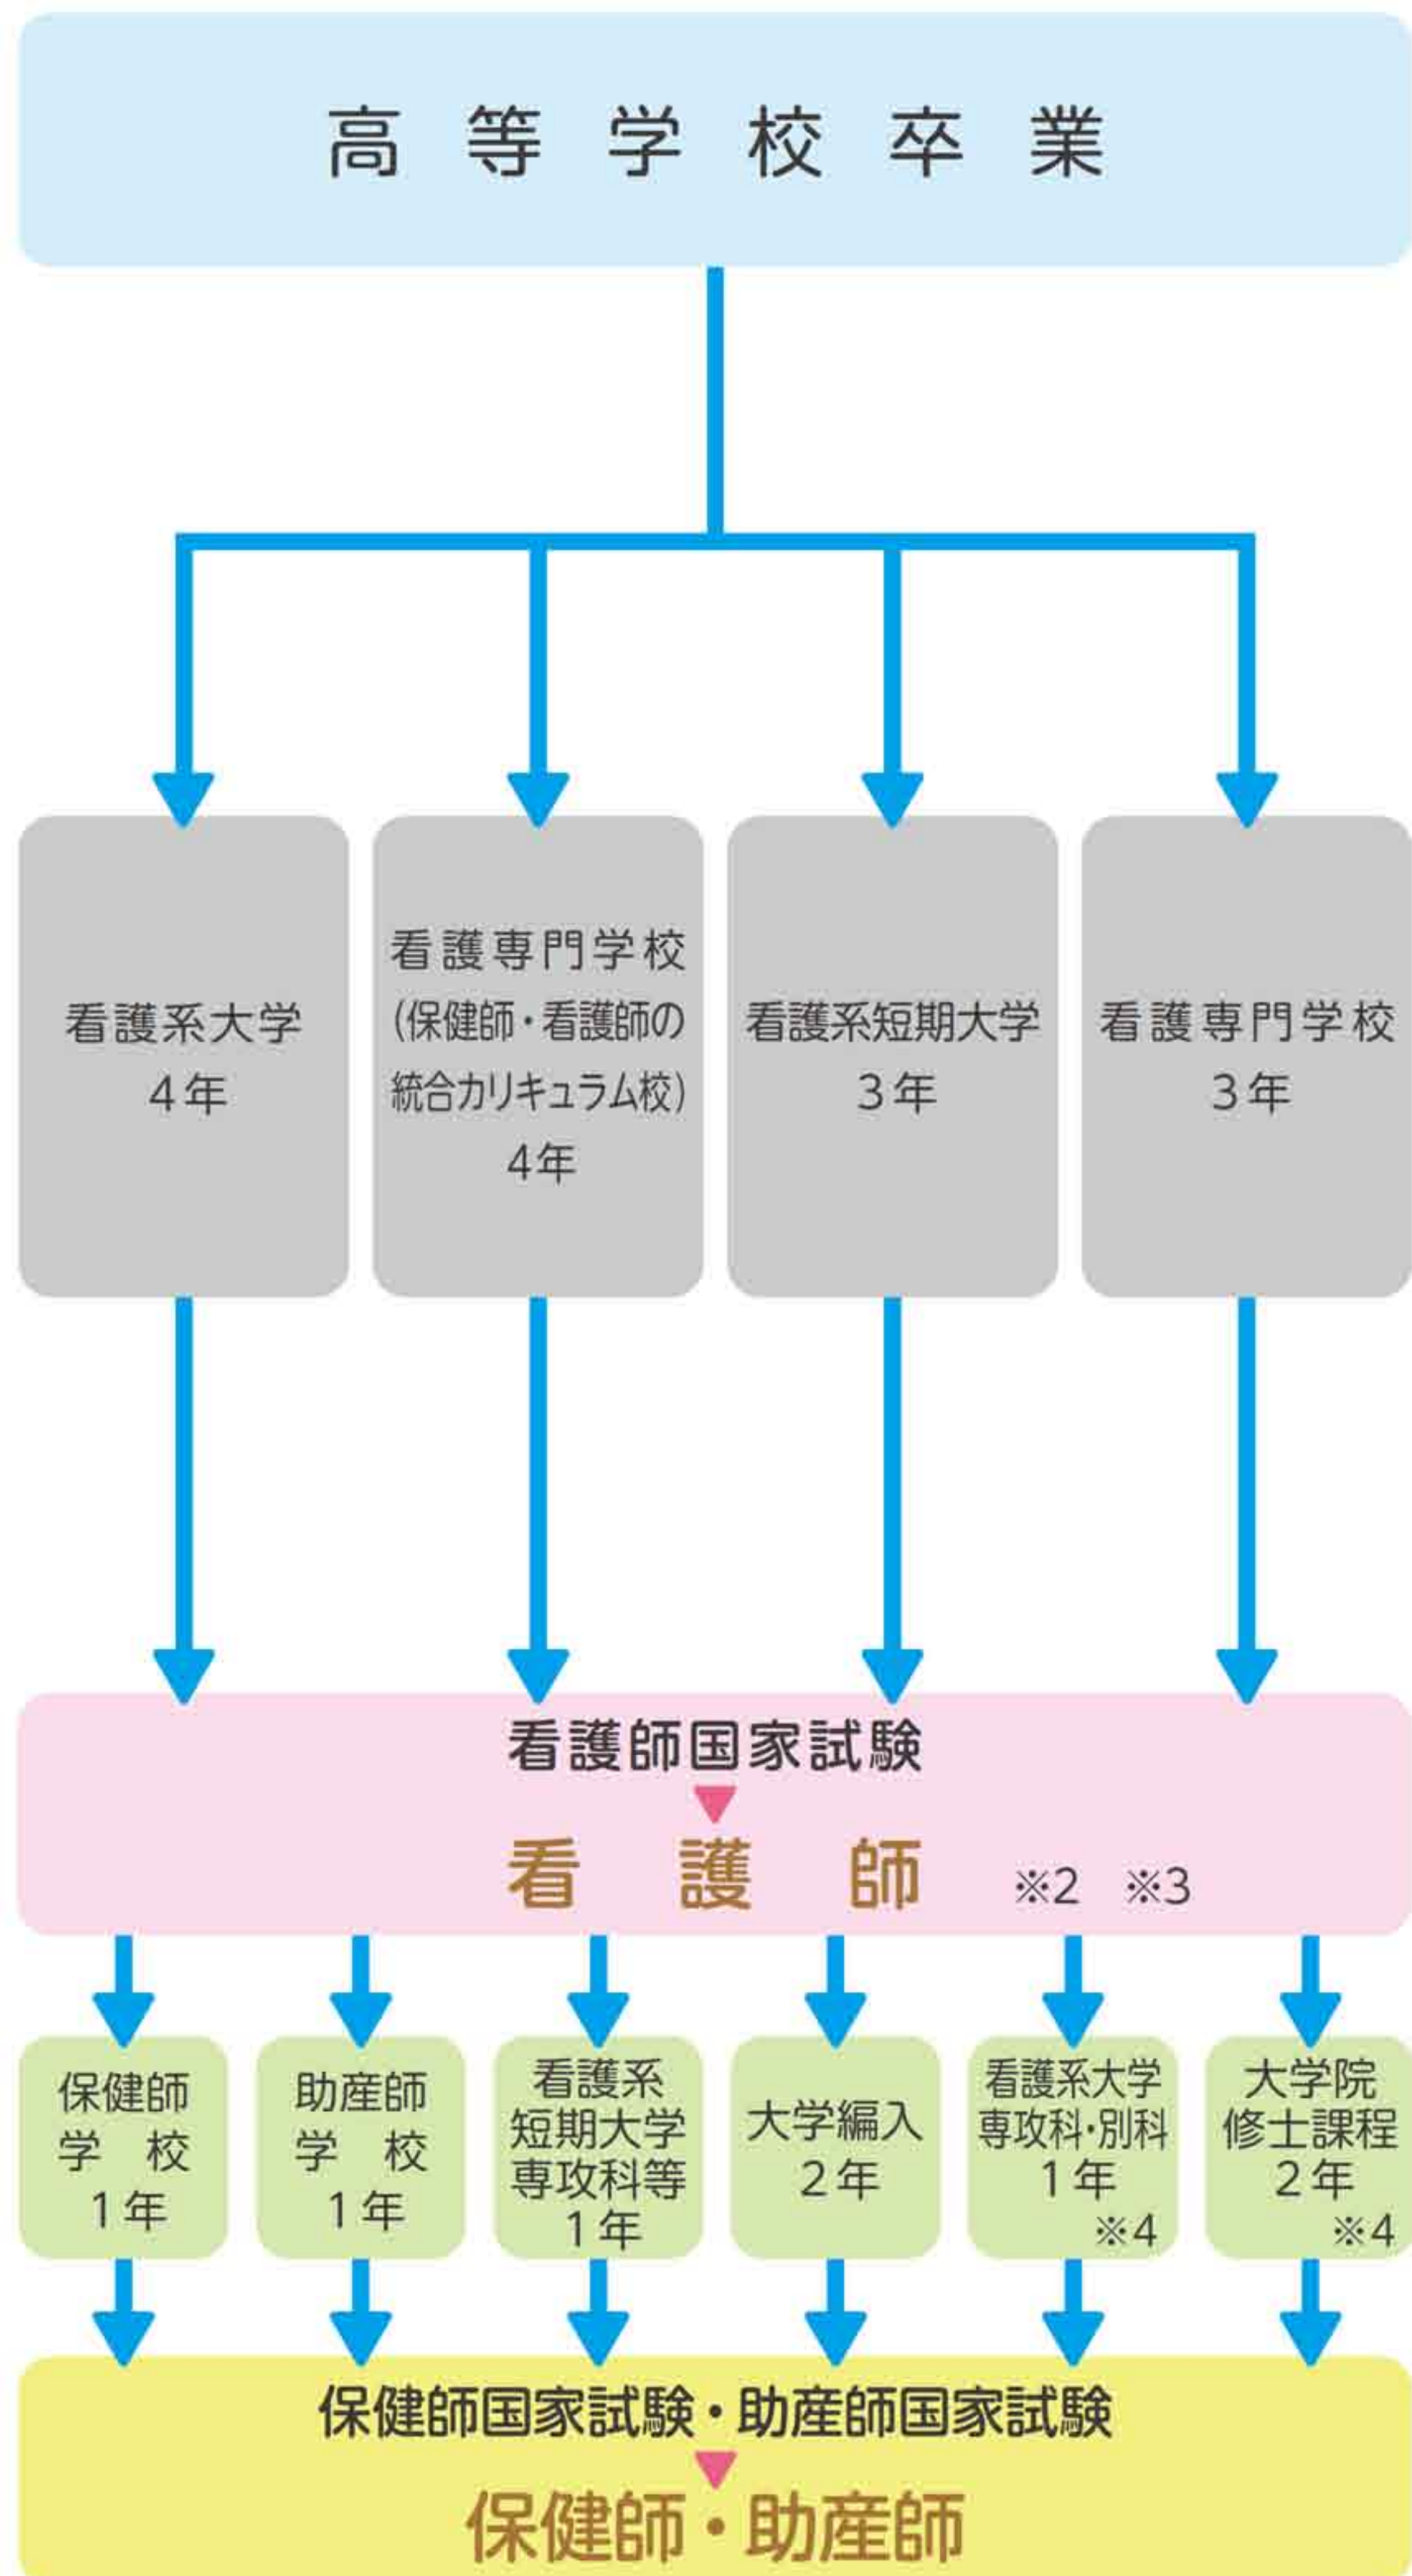 高等学校卒業
看護系大学
4年
看護専門学校
(保健師・看護師の
統合カリキュラム校)
4年
看護系短期大学
3年
看護専門学校
3年
看護師国家試験
看護師 ※2 ※3
保健師
学校
1年
助産師
学校
1年
看護系
短期大学
専攻科等
1年
大学編入
2年
看護系大学
専攻科・別科
1年
※4
大学院
修士課程
2年
※4
保健師国家試験・助産師国家試験
保健師・助産師